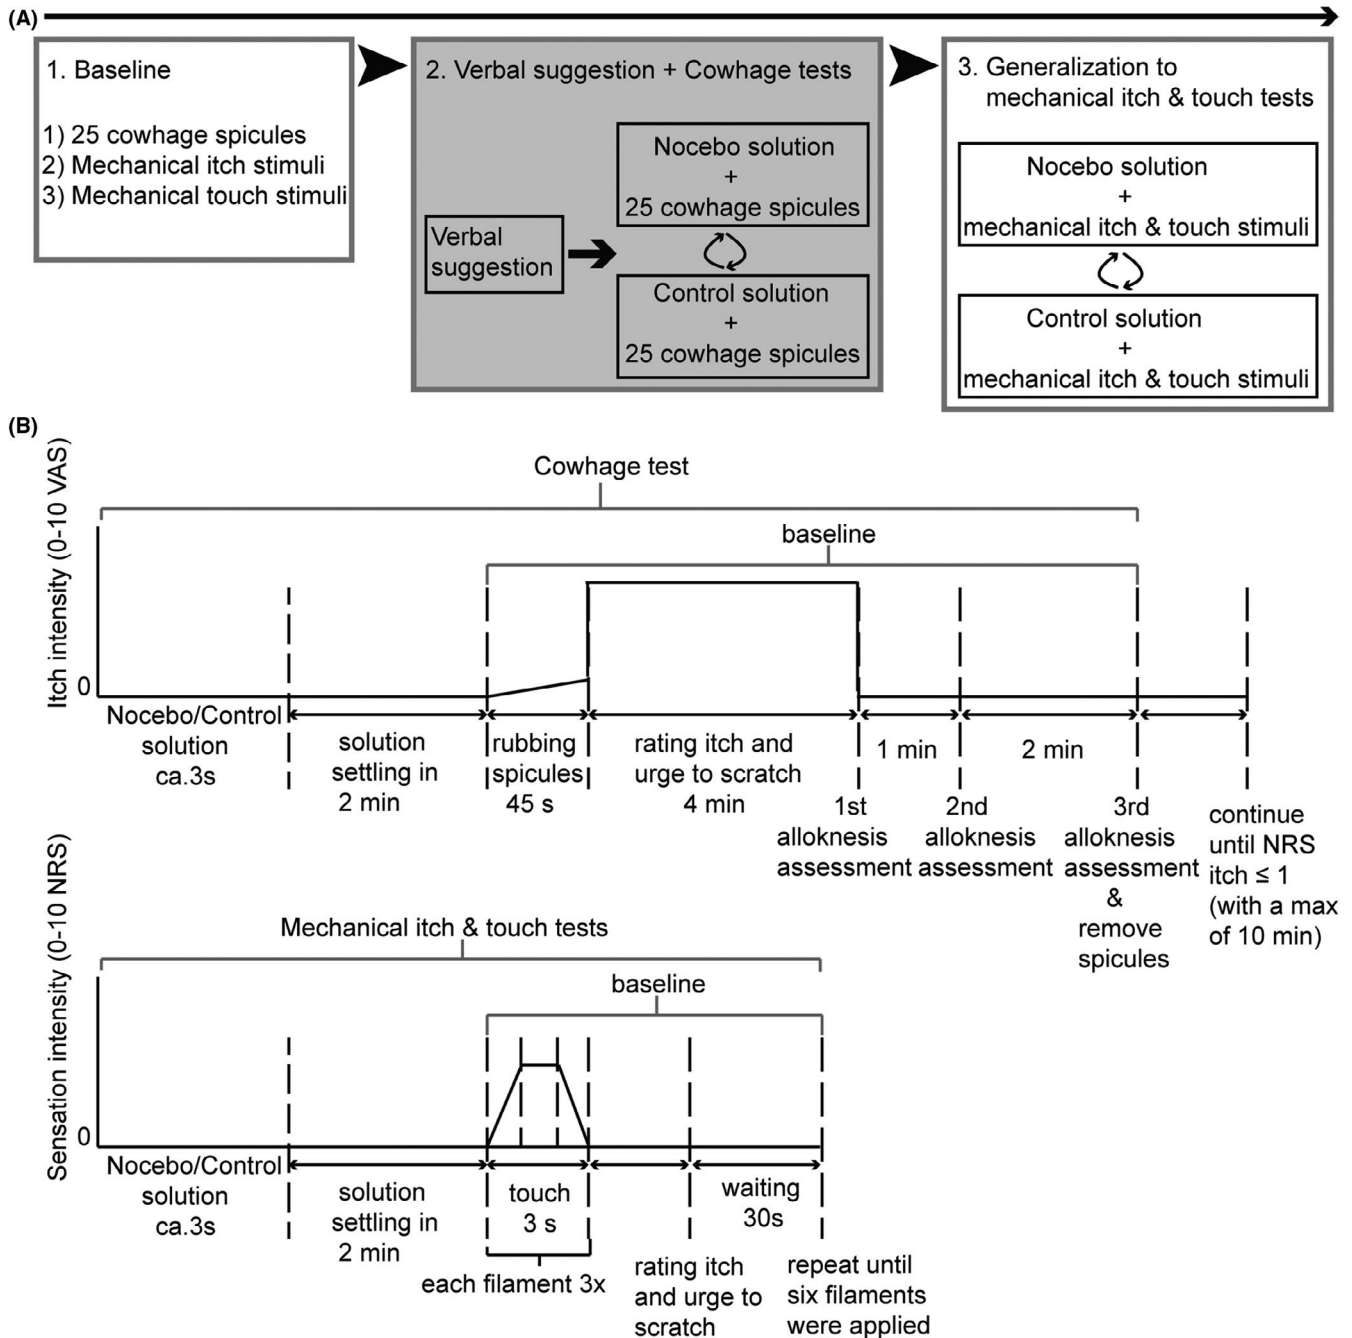 (A)
1. Baseline
1) 25 cowhage spicules
2) Mechanical itch stimuli
3) Mechanical touch stimuli
2. Verbal suggestion + Cowhage tests
Verbal
suggestion
Nocebo solution
+
25 cowhage spicules
Control solution
+
25 cowhage spicules
3. Generalization to
mechanical itch & touch tests
Nocebo solution
+
mechanical itch & touch stimuli
Control solution
+
mechanical itch & touch stimuli
(B)
Itch intensity (0-10 VAS)
Cowhage test
baseline
0
Nocebo/Control
solution
ca.3s
solution
settling in
2 min
rubbing
spicules
45 s
rating itch and
urge to scratch
4 min
1st
alloknesis
assessment
1 min
2nd
alloknesis
assessment
2 min
3rd
alloknesis
assessment
&
remove
spicules
continue
until NRS
itch ≤ 1
(with a max
of 10 min)
Sensation intensity (0-10 NRS)
Mechanical itch & touch tests
baseline
0
Nocebo/Control
solution
ca.3s
solution
settling in
2 min
touch
3 s
each filament 3x
rating itch
and urge to
scratch
waiting
30s
repeat until
six filaments
were applied